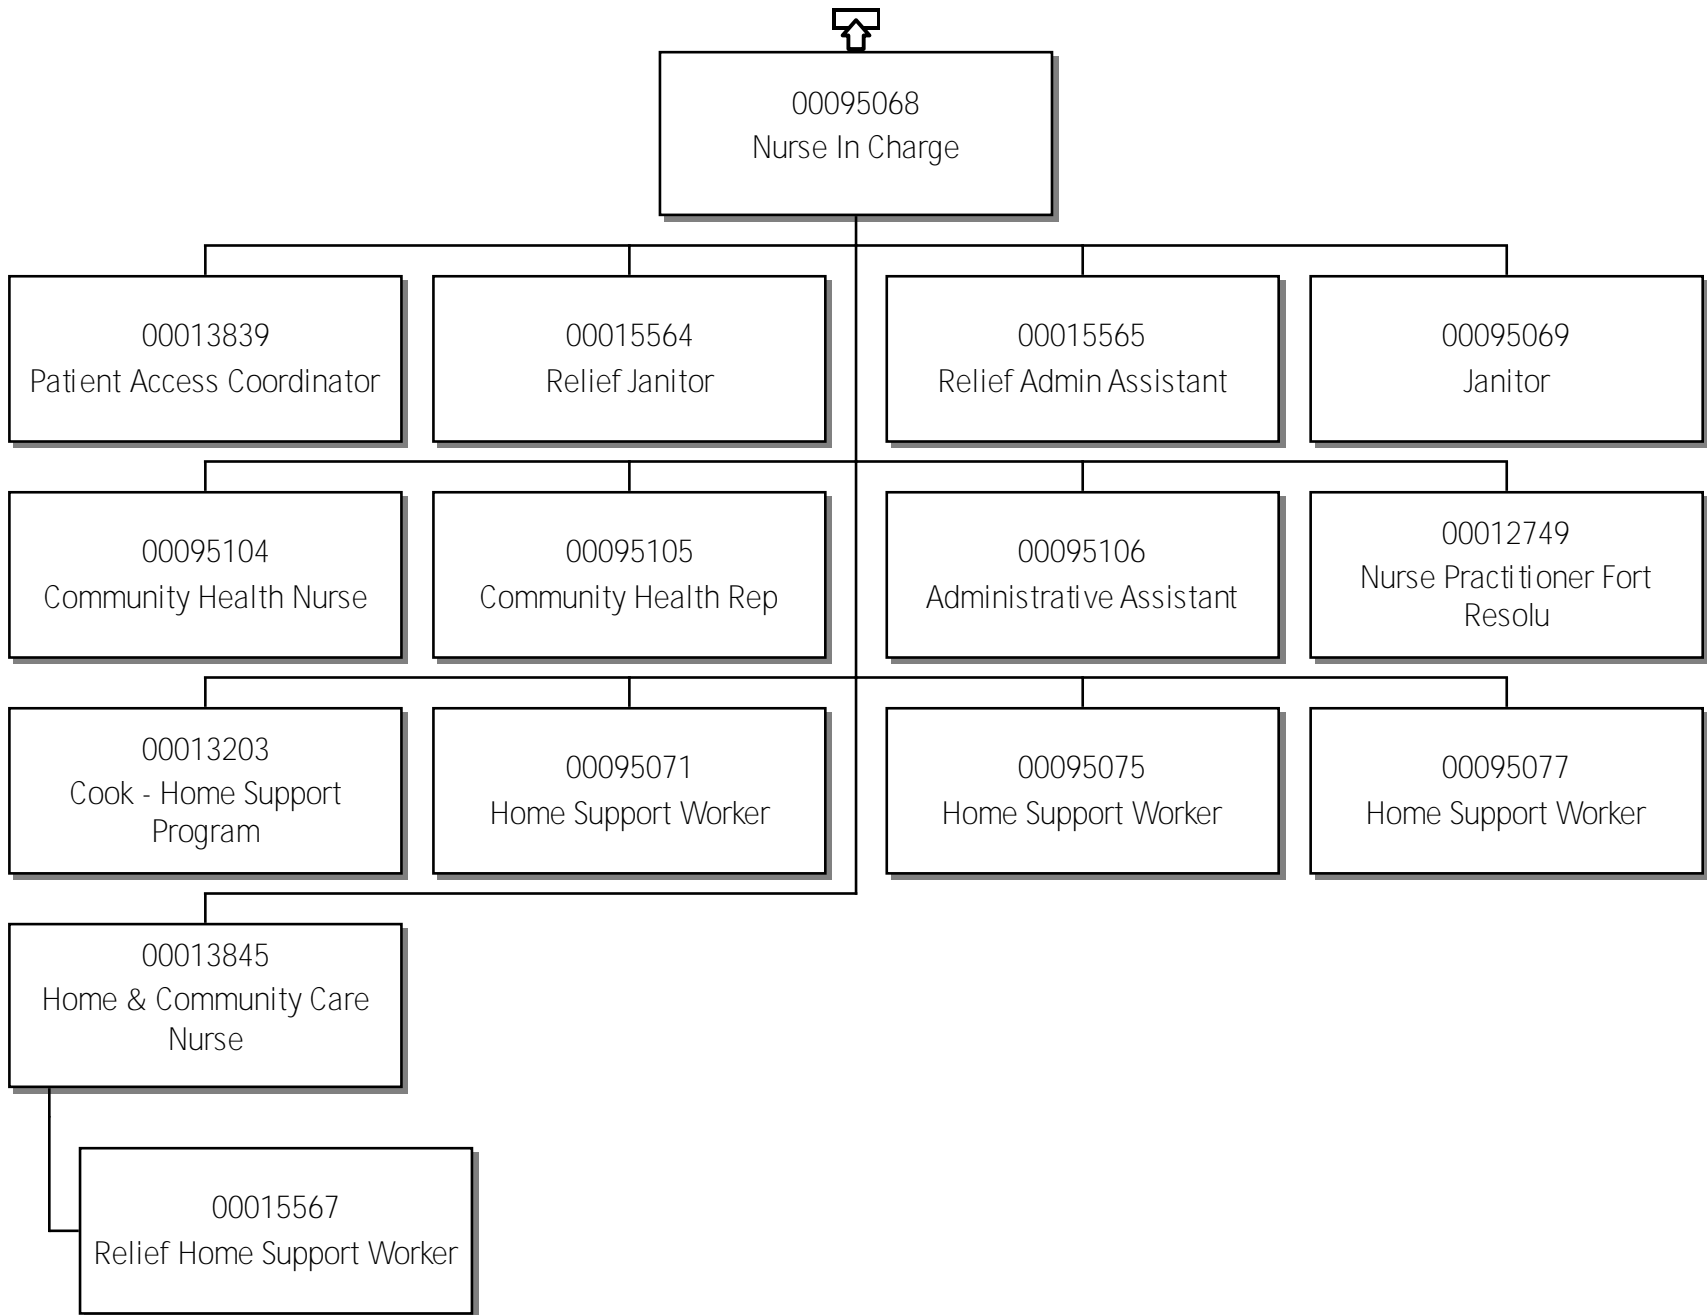 00095068
Nurse In Charge
00013839
Patient Access Coordinator
00015564
Relief Janitor
00015565
Relief Admin Assistant
00095069
Janitor
00095104
Community Health Nurse
00095105
Community Health Rep
00095106
Administrative Assistant
00012749
Nurse Practitioner Fort
Resolu
00013203
Cook - Home Support
Program
00095071
Home Support Worker
00095075
Home Support Worker
00095077
Home Support Worker
00013845
Home & Community Care
Nurse
00015567
Relief Home Support Worker